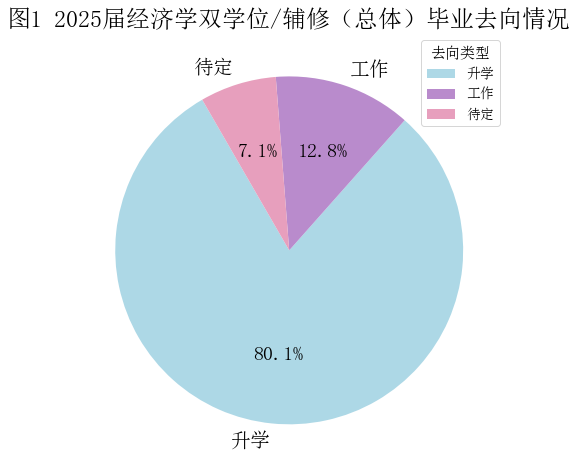 图1 2025届经济学双学位/辅修（总体）毕业去向情况
去向类型
升学
工作
待定
待定
工作
7.1%
12.8%
80.1%
升学